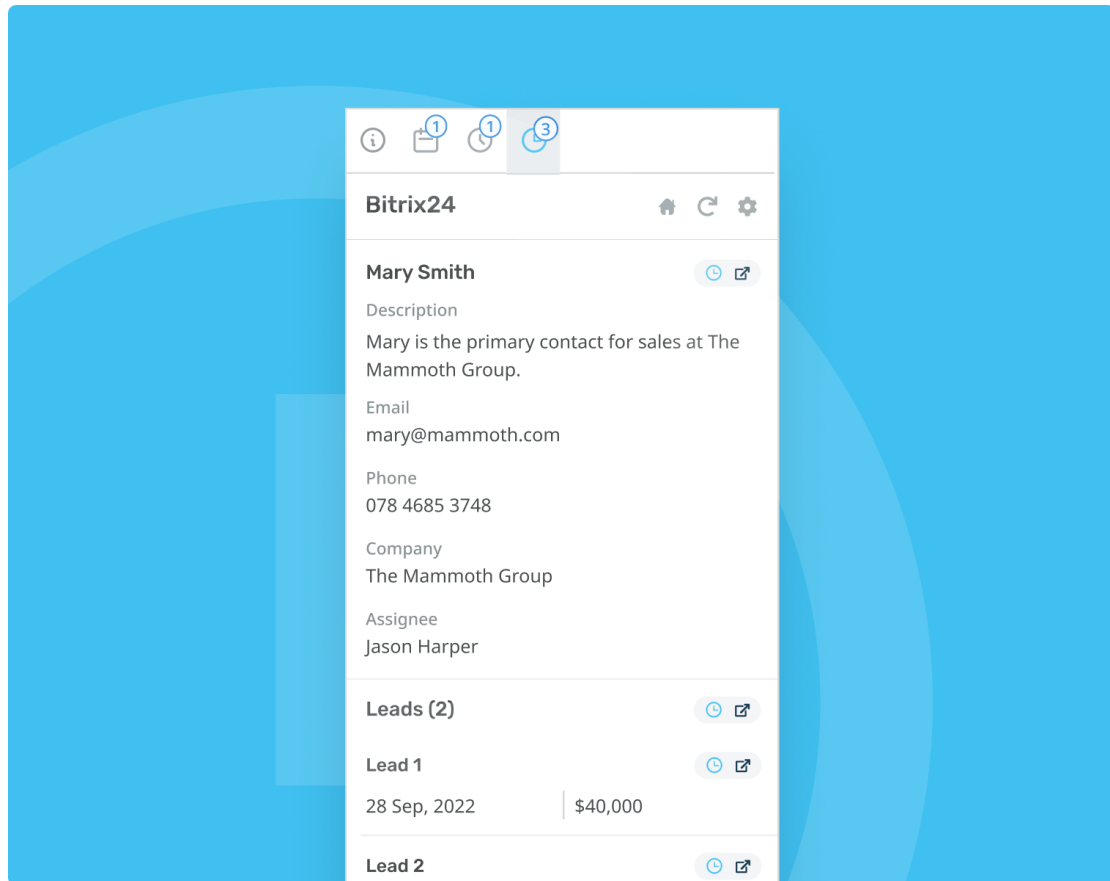 1
1
3
Bitrix24
Mary Smith
Description
Mary is the primary contact for sales at The
Mammoth Group.
Email
mary@mammoth.com
Phone
078 4685 3748
Company
The Mammoth Group
Assignee
Jason Harper
Leads (2)
Lead 1
28 Sep, 2022
$40,000
Lead 2